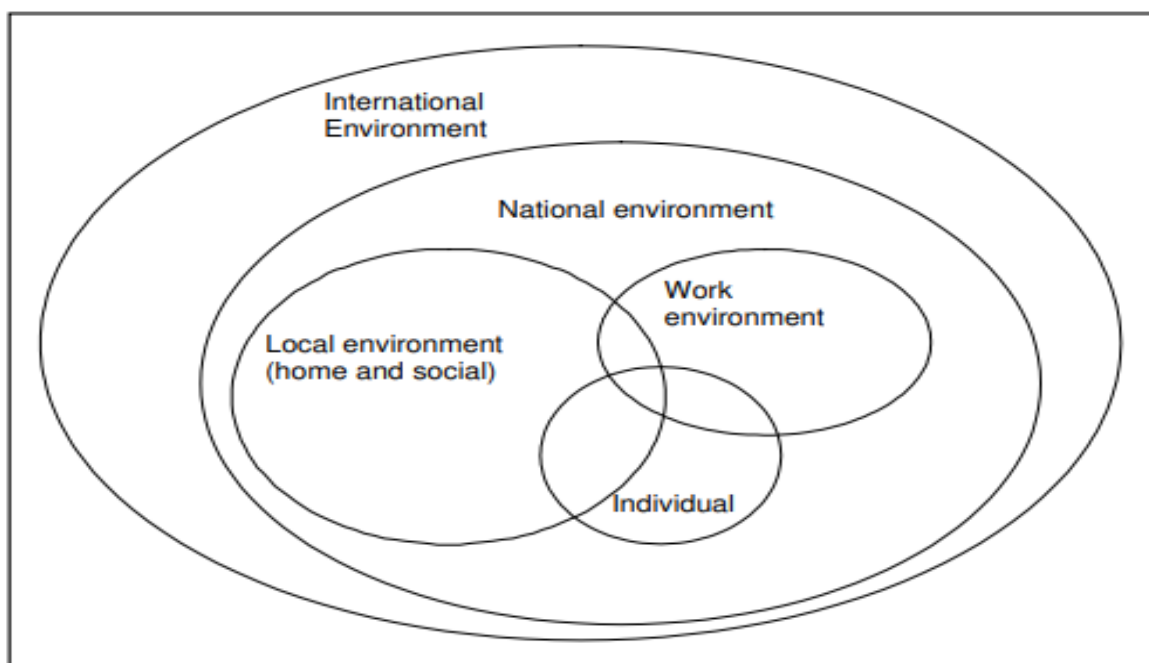 International
Environment
National environment
Work
environment
Local environment
(home and social)
Individual